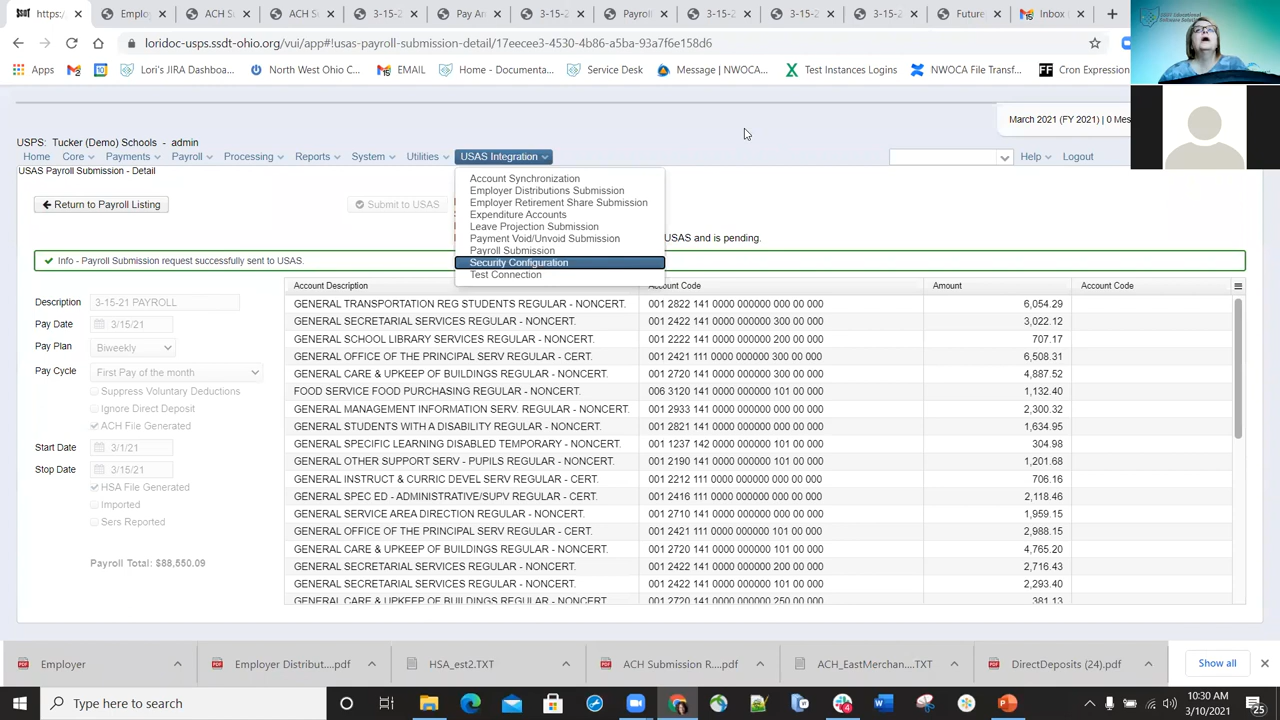 https:/
Emplo
ACH S
ACH S
3-15-2
3-15-2
3-15-2
Payroll
3-15-2
3-15-2
3-15-2
Future
Inbox (
loridoc-usps.ssdt-ohio.org/vui/app#!usas-payroll-submission-detail/17eecee3-4530-4b86-a5ba-93a7f6e158d6
Apps
Lori's JIRA Dashboa...
North West Ohio C...
EMAIL
Home - Documenta...
Service Desk
Message | NWOCA...
Test Instances Logins
NWOCA File Transf...
Cron Expression
March 2021 (FY 2021) | 0 Mes
USPS: Tucker (Demo) Schools - admin
Home Core Payments Payroll Processing Reports System Utilities USAS Integration Help Logout
USAS Payroll Submission - Detail
Account Synchronization
Employer Distributions Submission
Employer Retirement Share Submission
Expenditure Accounts
Leave Projection Submission
Payment Void/Unvoid Submission
Payroll Submission
Security Configuration
Test Connection
Return to Payroll Listing
Submit to USAS
USAS and is pending.
Info - Payroll Submission request successfully sent to USAS.
Description 3-15-21 PAYROLL
Pay Date 3/15/21
Pay Plan Biweekly
Pay Cycle First Pay of the month
Suppress Voluntary Deductions
Ignore Direct Deposit
ACH File Generated
Start Date 3/1/21
Stop Date 3/15/21
HSA File Generated
Imported
Sers Reported
Payroll Total: $88,550.09
Account Description Account Code Amount Account Code
GENERAL TRANSPORTATION REG STUDENTS REGULAR - NONCERT. 001 2822 141 0000 000000 000 00 000 6,054.29
GENERAL SECRETARIAL SERVICES REGULAR - NONCERT. 001 2422 141 0000 000000 300 00 000 3,022.12
GENERAL SCHOOL LIBRARY SERVICES REGULAR - NONCERT. 001 2222 141 0000 000000 200 00 000 707.17
GENERAL OFFICE OF THE PRINCIPAL SERV REGULAR - CERT. 001 2421 111 0000 000000 300 00 000 6,508.31
GENERAL CARE & UPKEEP OF BUILDINGS REGULAR - NONCERT. 001 2720 141 0000 000000 300 00 000 4,887.52
FOOD SERVICE FOOD PURCHASING REGULAR - NONCERT. 006 3120 141 0000 000000 101 00 000 1,132.40
GENERAL MANAGEMENT INFORMATION SERV. REGULAR - NONCERT. 001 2933 141 0000 000000 000 00 000 2,300.32
GENERAL STUDENTS WITH A DISABILITY REGULAR - NONCERT. 001 2821 141 0000 000000 000 00 000 1,634.95
GENERAL SPECIFIC LEARNING DISABLED TEMPORARY - NONCERT. 001 1237 142 0000 000000 101 00 000 304.98
GENERAL OTHER SUPPORT SERV - PUPILS REGULAR - NONCERT. 001 2190 141 0000 000000 101 00 000 1,201.68
GENERAL INSTRUCT & CURRIC DEVEL SERV REGULAR - CERT. 001 2212 111 0000 000000 000 00 000 706.16
GENERAL SPEC ED - ADMINISTRATIVE/SUPV REGULAR - CERT. 001 2416 111 0000 000000 000 00 000 2,118.46
GENERAL SERVICE AREA DIRECTION REGULAR - NONCERT. 001 2710 141 0000 000000 000 00 000 1,959.15
GENERAL OFFICE OF THE PRINCIPAL SERV REGULAR - CERT. 001 2421 111 0000 000000 101 00 000 2,988.15
GENERAL CARE & UPKEEP OF BUILDINGS REGULAR - NONCERT. 001 2720 141 0000 000000 101 00 000 4,765.20
GENERAL SECRETARIAL SERVICES REGULAR - NONCERT. 001 2422 141 0000 000000 200 00 000 2,716.43
GENERAL SECRETARIAL SERVICES REGULAR - NONCERT. 001 2422 141 0000 000000 101 00 000 2,293.40
GENERAL CARE & UPKEEP OF BUILDINGS REGULAR - NONCERT. 001 2720 141 0000 000000 250 00 000 381.13
Employer
Employer Distribut....pdf
HSA_est2.TXT
ACH Submission R....pdf
ACH_EastMerchan....TXT
DirectDeposits (24).pdf
Show all
Type here to search
10:30 AM
3/10/2021
25